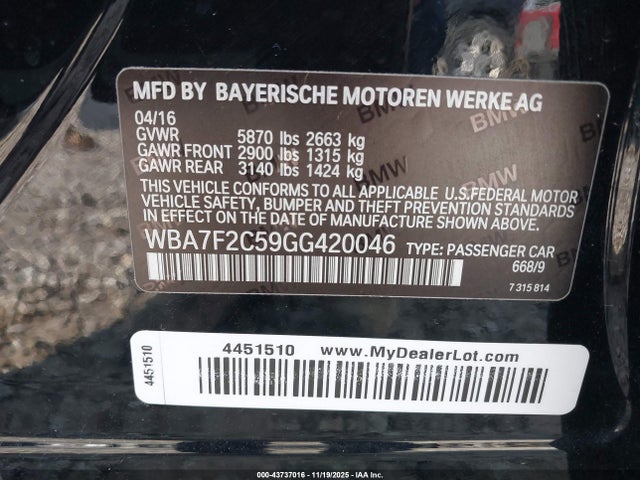 MFD BY BAYERISCHE MOTOREN WERKE AG
04/16
GVWR 5870 lbs 2663 kg
GAWR FRONT 2900 lbs 1315 kg
GAWR REAR 3140 lbs 1424 kg
THIS VEHICLE CONFORMS TO ALL APPLICABLE U.S.FEDERAL MOTOR
VEHICLE SAFETY, BUMPER AND THEFT PREVENTION STANDARDS
IN EFFECT ON THE DATE OF MANUFACTURE SHOWN ABOVE.
WBA7F2C59GG420046 TYPE: PASSENGER CAR
668/9
7 315 814
4451510
4451510 www.MyDealerLot.com
000-43737016 - 11/19/2025 - IAA Inc.